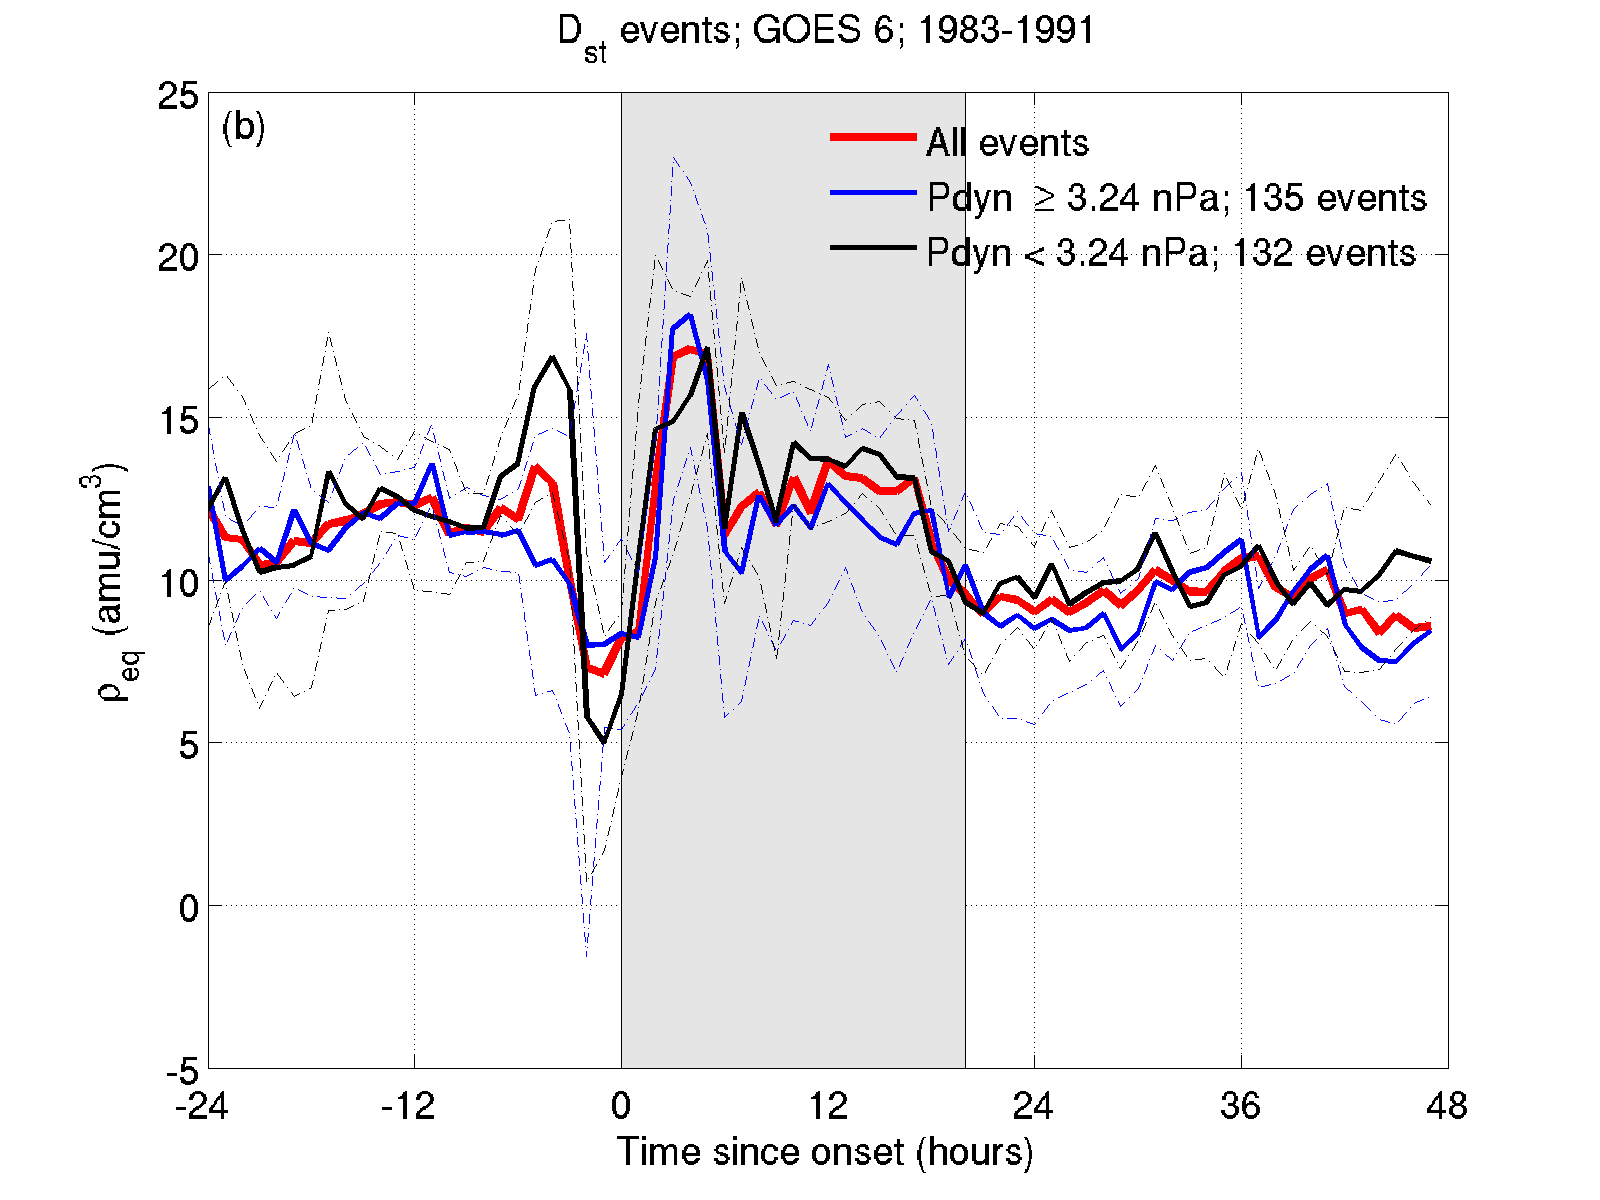 Dst events; GOES 6; 1983-1991
(b)
All events
Pdyn ≥ 3.24 nPa; 135 events
Pdyn < 3.24 nPa; 132 events
25
20
15
10
5
0
-5
ρeq (amu/cm3)
-24 -12 0 12 24 36 48
Time since onset (hours)